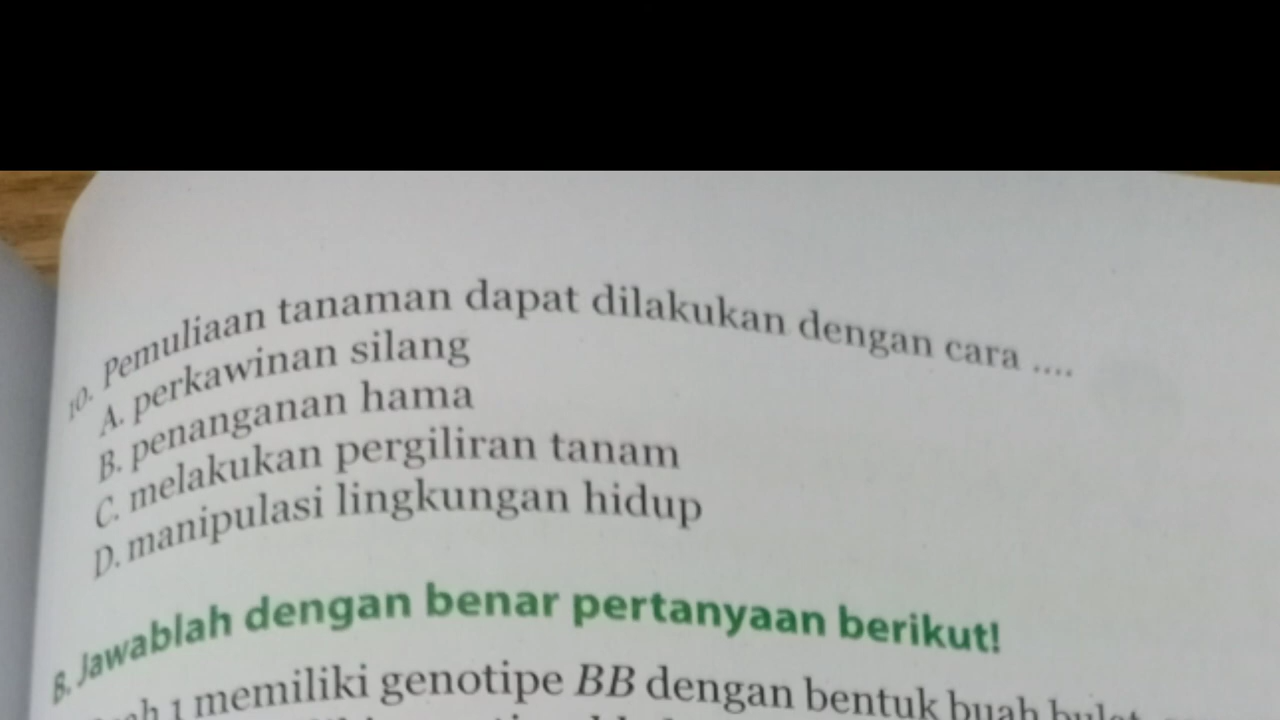 10. Pemuliaan tanaman dapat dilakukan dengan cara ....
A. perkawinan silang
B. penanganan hama
C. melakukan pergiliran tanam
D. manipulasi lingkungan hidup
B. Jawablah dengan benar pertanyaan berikut!
1 memiliki genotipe BB dengan bentuk buah